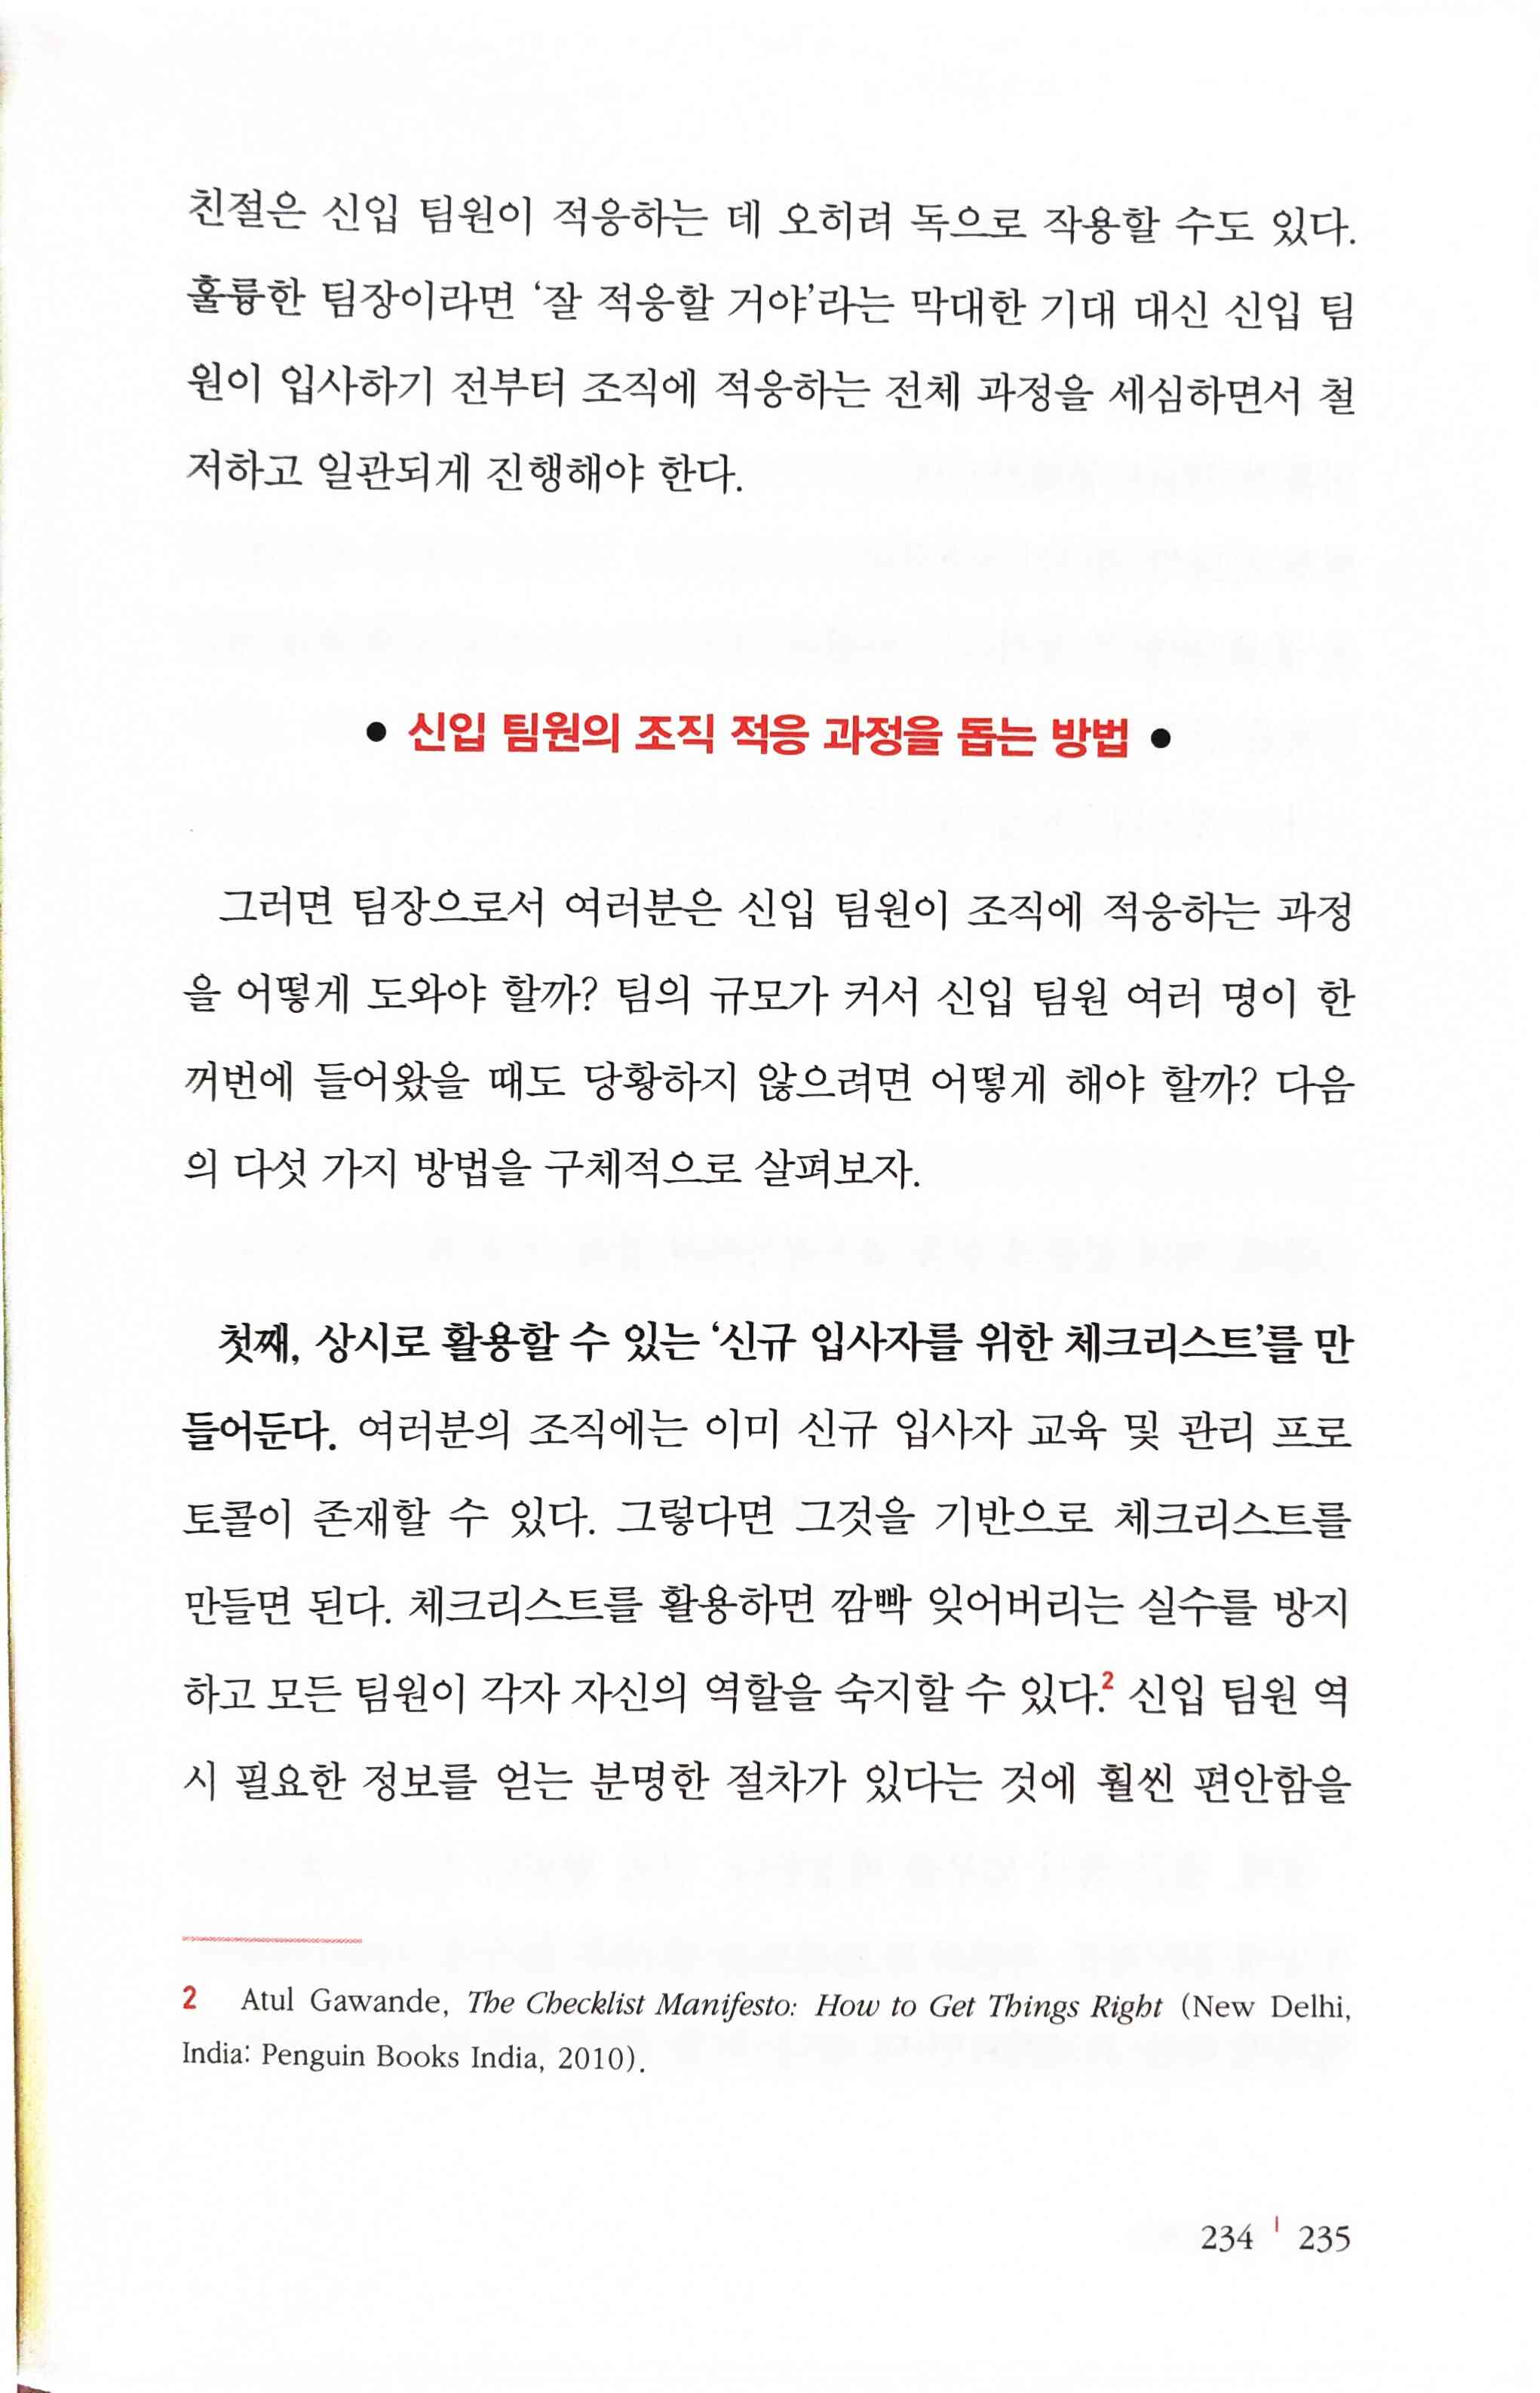 친절은 신입 팀원이 적응하는 데 오히려 독으로 작용할 수도 있다.
훌륭한 팀장이라면 ‘잘 적응할 거야’라는 막대한 기대 대신 신입 팀
원이 입사하기 전부터 조직에 적응하는 전체 과정을 세심하면서 철
저하고 일관되게 진행해야 한다.
● 신입 팀원의 조직 적응 과정을 돕는 방법 ●
그러면 팀장으로서 여러분은 신입 팀원이 조직에 적응하는 과정
을 어떻게 도와야 할까? 팀의 규모가 커서 신입 팀원 여러 명이 한
꺼번에 들어왔을 때도 당황하지 않으려면 어떻게 해야 할까? 다음
의 다섯 가지 방법을 구체적으로 살펴보자.
첫째, 상시로 활용할 수 있는 ‘신규 입사자를 위한 체크리스트’를 만
들어둔다. 여러분의 조직에는 이미 신규 입사자 교육 및 관리 프로
토콜이 존재할 수 있다. 그렇다면 그것을 기반으로 체크리스트를
만들면 된다. 체크리스트를 활용하면 깜빡 잊어버리는 실수를 방지
하고 모든 팀원이 각자 자신의 역할을 숙지할 수 있다.2 신입 팀원 역
시 필요한 정보를 얻는 분명한 절차가 있다는 것에 훨씬 편안함을
2 Atul Gawande, The Checklist Manifesto: How to Get Things Right (New Delhi,
India: Penguin Books India, 2010).
234 | 235